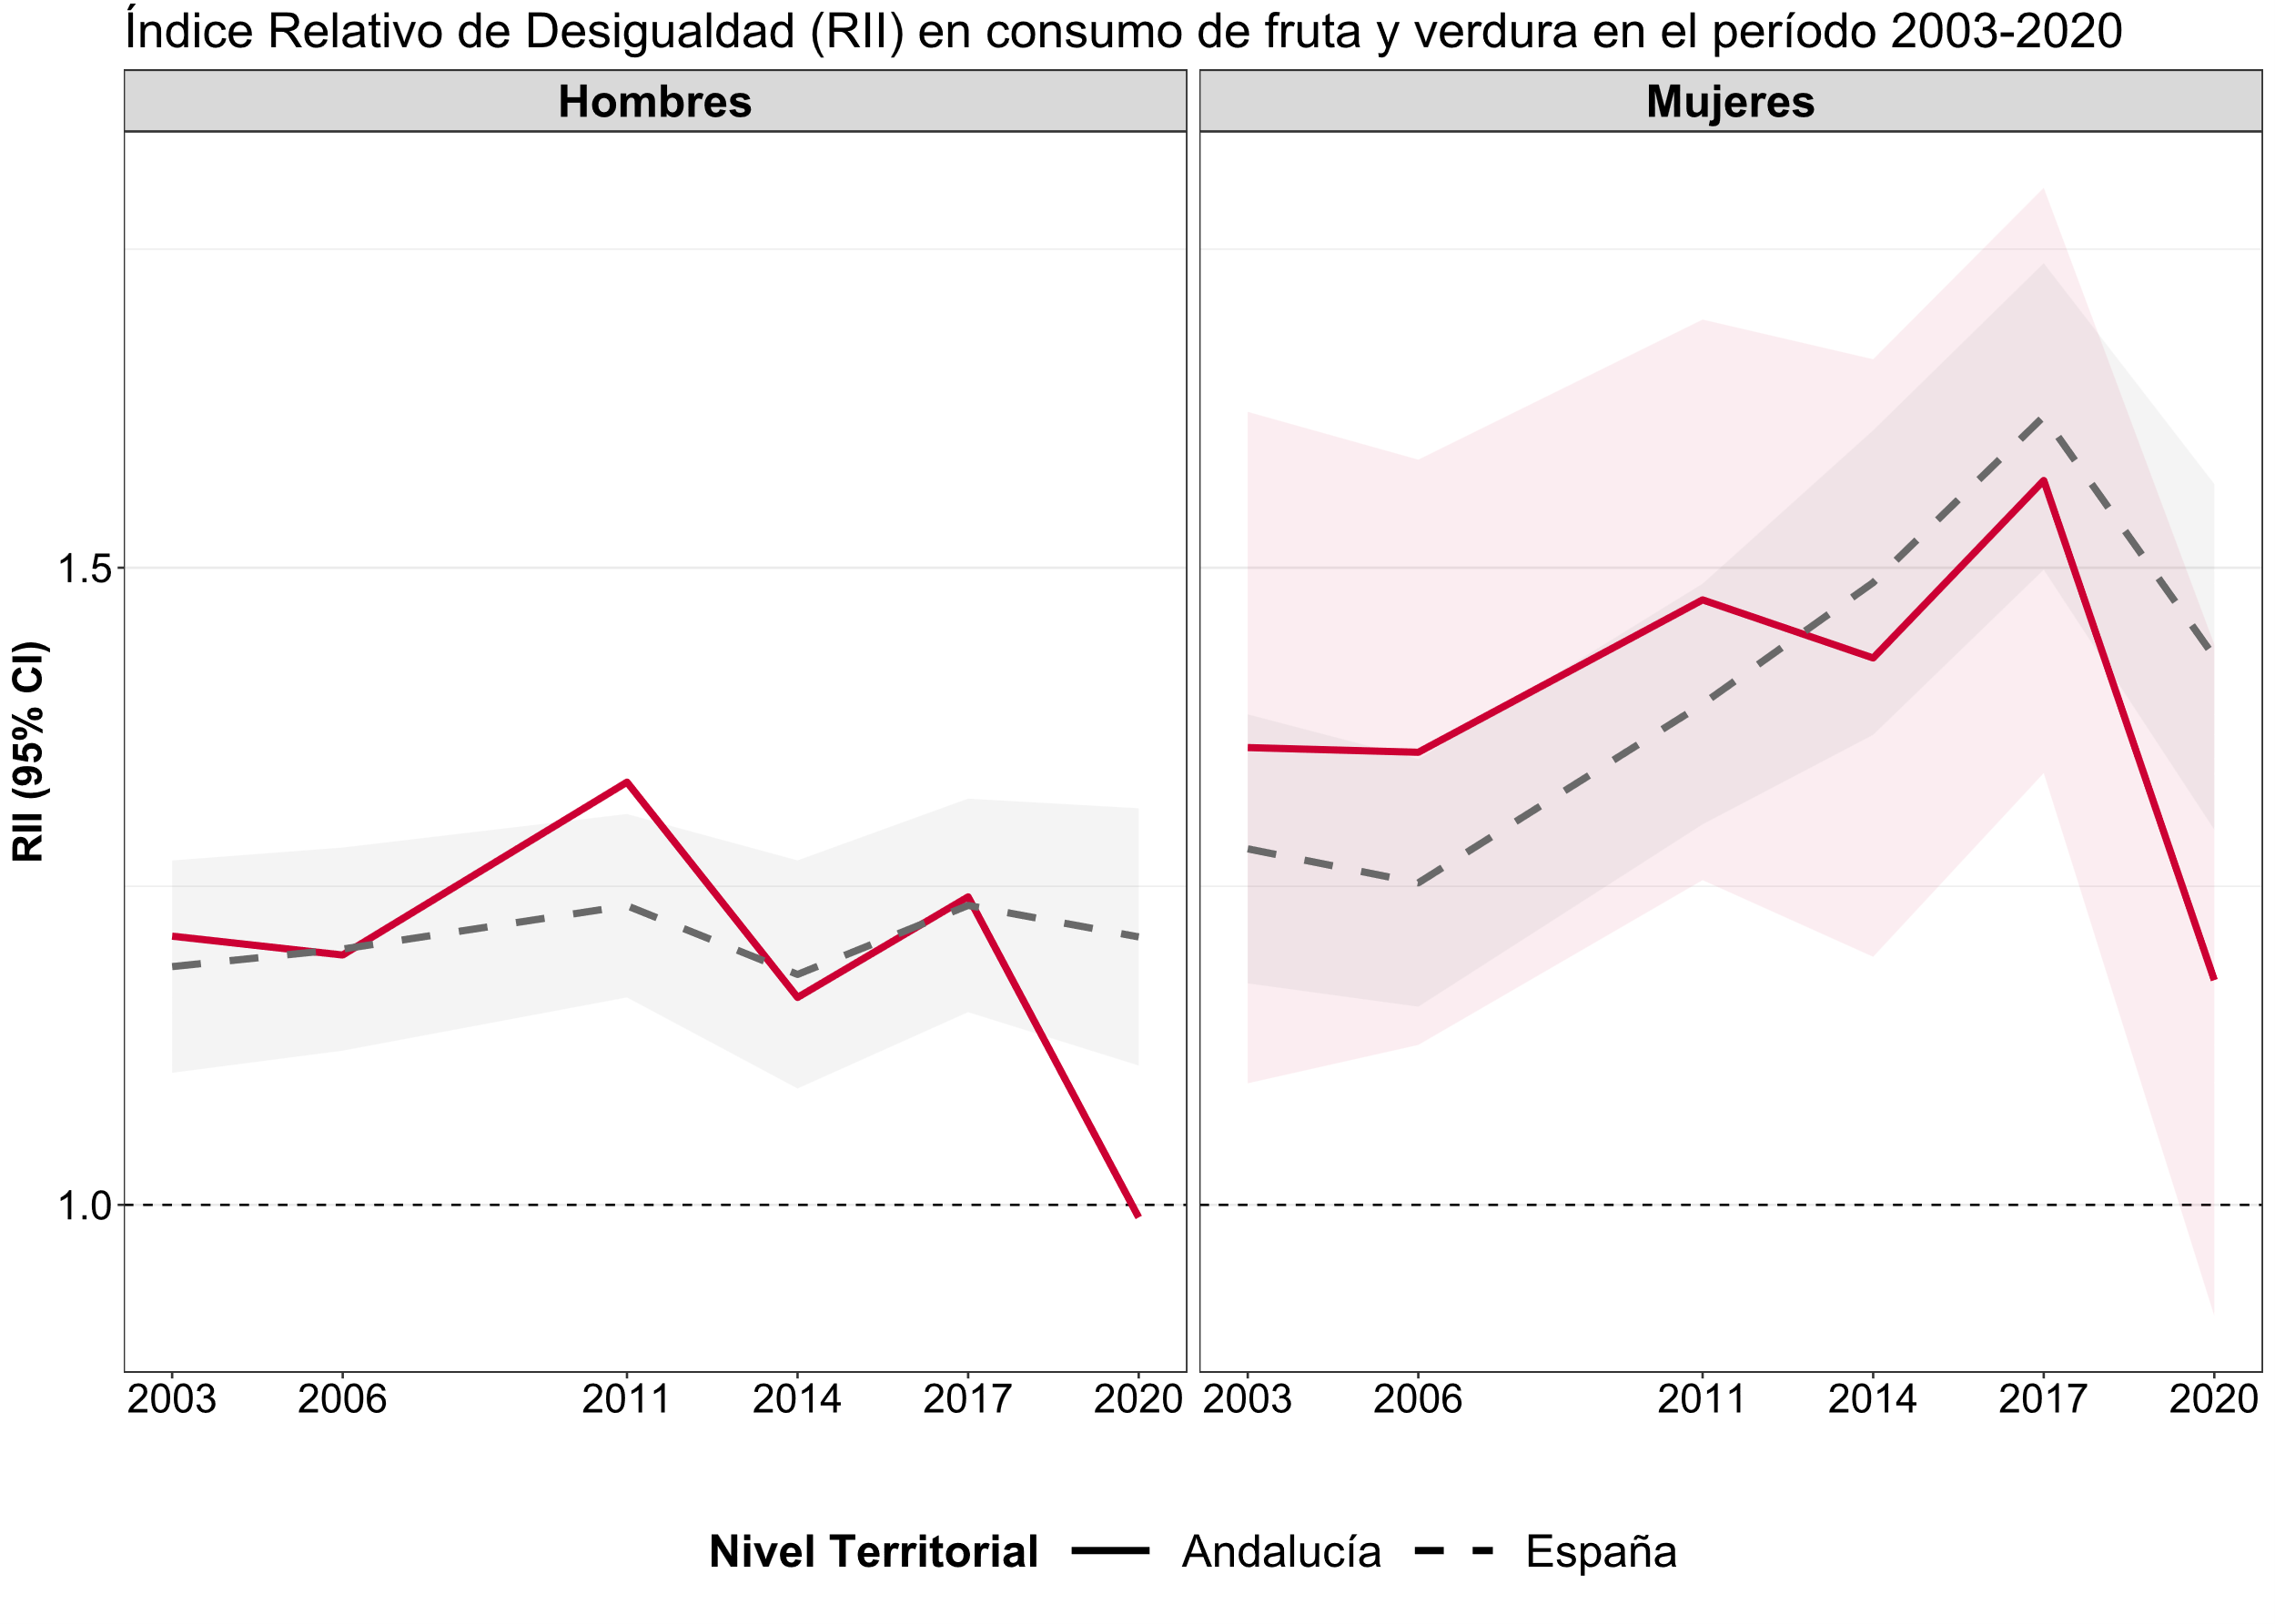 Índice Relativo de Desigualdad (RII) en consumo de fruta y verdura en el período 2003-2020
Hombres
Mujeres
RII (95% CI)
1.5
1.0
2003 2006 2011 2014 2017 2020
2003 2006 2011 2014 2017 2020
Nivel Territorial Andalucía España